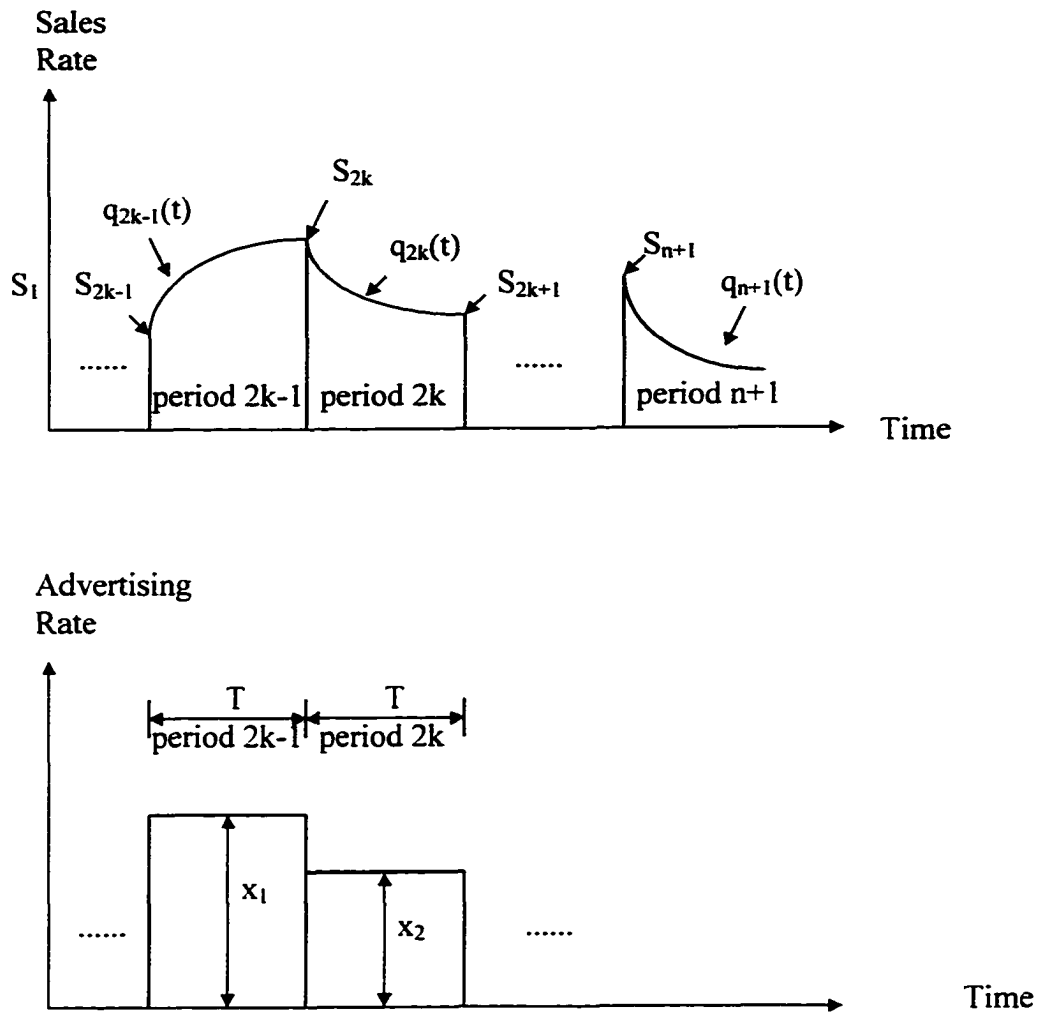 Sales
Rate
S₂ₖ
q₂ₖ₋₁(t)
q₂ₖ(t)
Sₙ₊₁
S₁
S₂ₖ₋₁
S₂ₖ₊₁
qₙ₊₁(t)
......
......
period 2k-1
period 2k
period n+1
Time
Advertising
Rate
T
T
period 2k-1
period 2k
x₁
x₂
......
......
Time